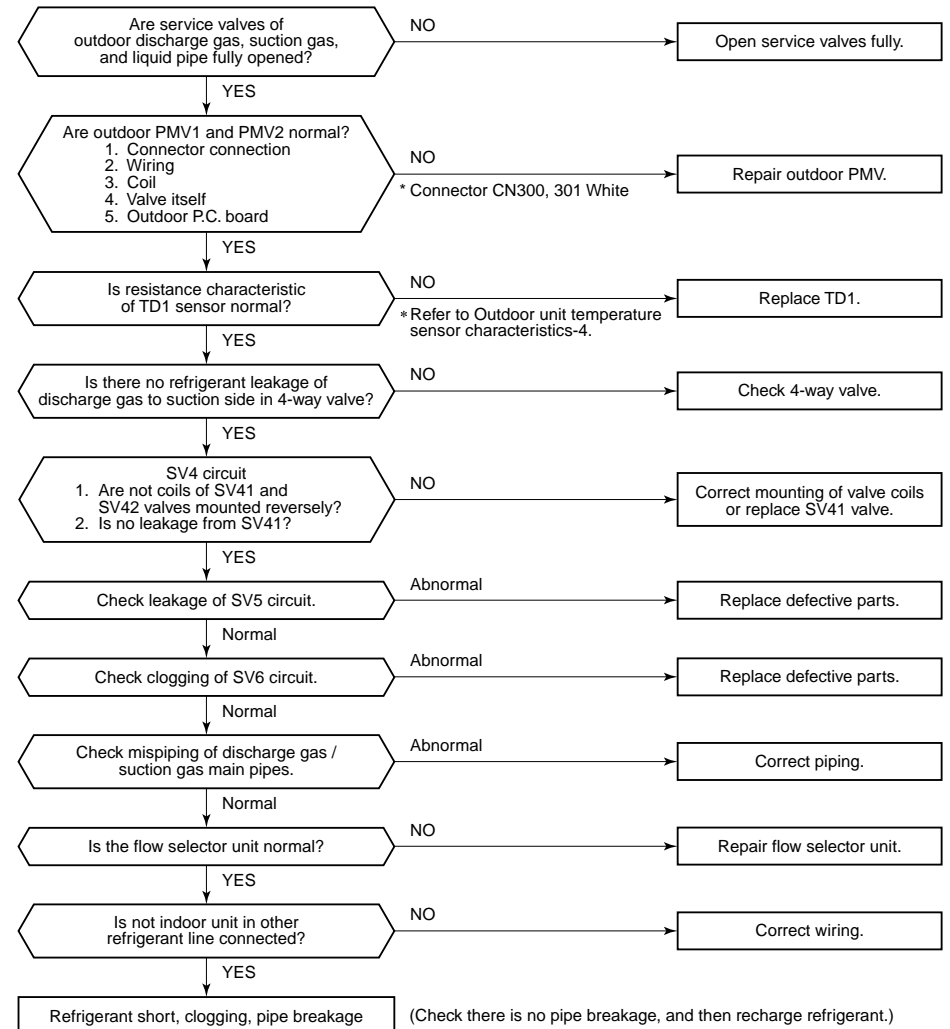 Are service valves of
outdoor discharge gas, suction gas,
and liquid pipe fully opened?
NO
Open service valves fully.
YES
Are outdoor PMV1 and PMV2 normal?
1. Connector connection
2. Wiring
3. Coil
4. Valve itself
5. Outdoor P.C. board
NO
* Connector CN300, 301 White
Repair outdoor PMV.
YES
Is resistance characteristic
of TD1 sensor normal?
NO
* Refer to Outdoor unit temperature
sensor characteristics-4.
Replace TD1.
YES
Is there no refrigerant leakage of
discharge gas to suction side in 4-way valve?
NO
Check 4-way valve.
YES
SV4 circuit
1. Are not coils of SV41 and
SV42 valves mounted reversely?
2. Is no leakage from SV41?
NO
Correct mounting of valve coils
or replace SV41 valve.
YES
Check leakage of SV5 circuit.
Abnormal
Replace defective parts.
Normal
Check clogging of SV6 circuit.
Abnormal
Replace defective parts.
Normal
Check mispiping of discharge gas /
suction gas main pipes.
Abnormal
Correct piping.
Normal
Is the flow selector unit normal?
NO
Repair flow selector unit.
YES
Is not indoor unit in other
refrigerant line connected?
NO
Correct wiring.
YES
Refrigerant short, clogging, pipe breakage
(Check there is no pipe breakage, and then recharge refrigerant.)